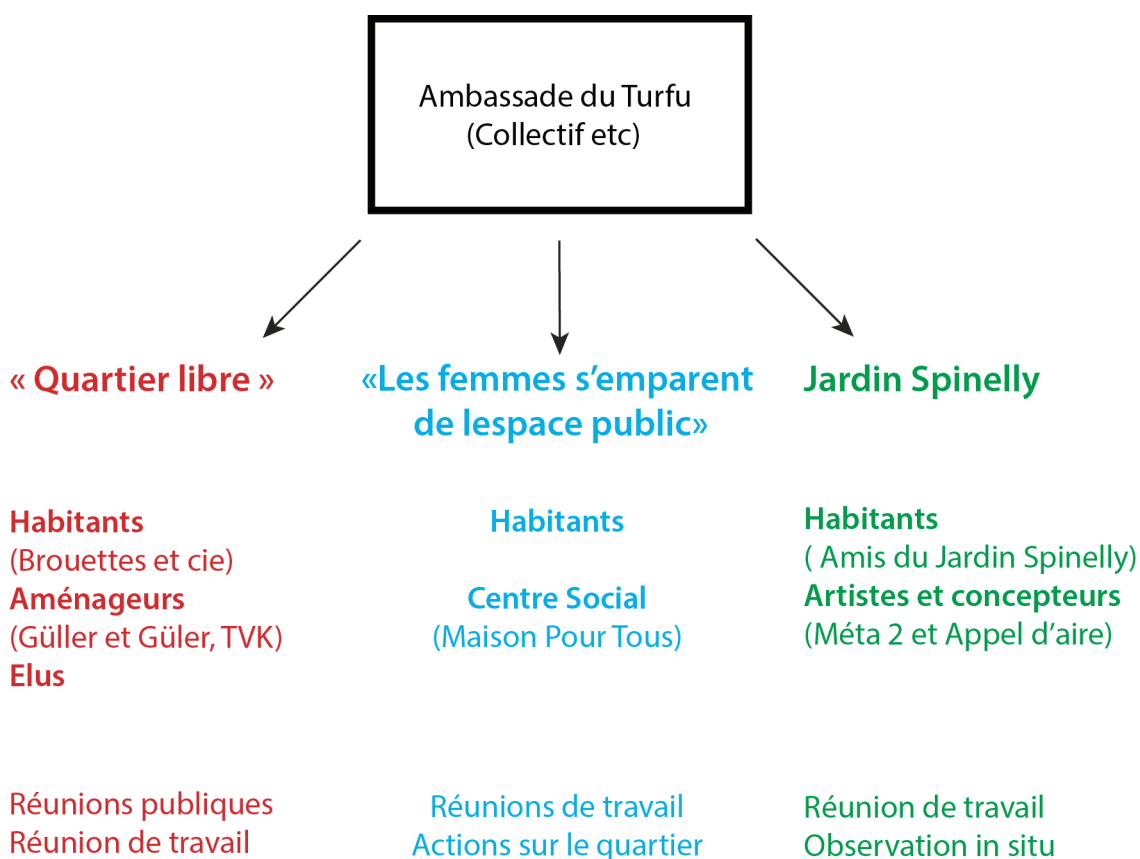 Ambassade du Turfu
(Collectif etc)
« Quartier libre »
Habitants
(Brouettes et cie)
Aménageurs
(Güller et Güler, TVK)
Elus
Réunions publiques
Réunion de travail
«Les femmes s’emparent
de lespace public»
Habitants
Centre Social
(Maison Pour Tous)
Réunions de travail
Actions sur le quartier
Jardin Spinelly
Habitants
( Amis du Jardin Spinelly)
Artistes et concepteurs
(Méta 2 et Appel d’aire)
Réunion de travail
Observation in situ